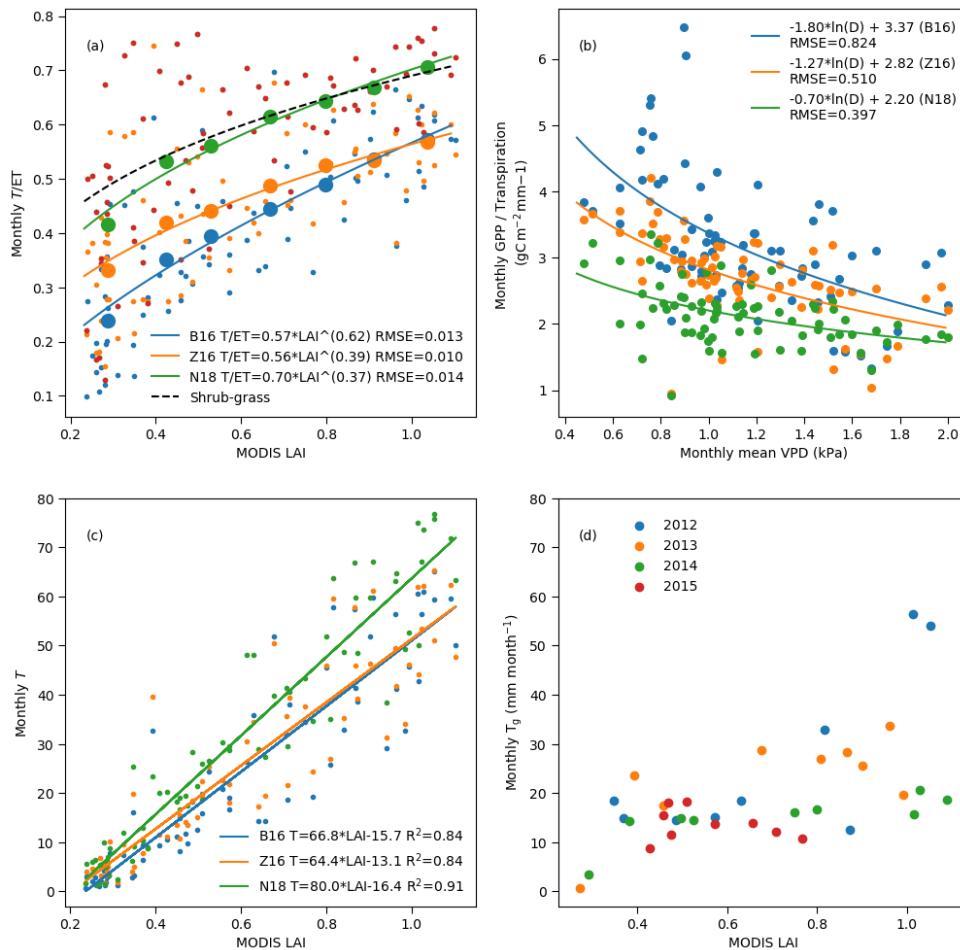 (a)
0.8
0.7
0.6
0.5
0.4
0.3
0.2
0.1
Monthly T/ET
B16 T/ET=0.57*LAI^(0.62) RMSE=0.013
Z16 T/ET=0.56*LAI^(0.39) RMSE=0.010
N18 T/ET=0.70*LAI^(0.37) RMSE=0.014
Shrub-grass
0.2 0.4 0.6 0.8 1.0
MODIS LAI
(b)
-1.80*ln(D) + 3.37 (B16)
RMSE=0.824
-1.27*ln(D) + 2.82 (Z16)
RMSE=0.510
-0.70*ln(D) + 2.20 (N18)
RMSE=0.397
6
5
4
3
2
1
Monthly GPP / Transpiration
(gC m⁻² mm−1)
0.4 0.6 0.8 1.0 1.2 1.4 1.6 1.8 2.0
Monthly mean VPD (kPa)
(c)
80
70
60
50
40
30
20
10
0
Monthly T
B16 T=66.8*LAI-15.7 R²=0.84
Z16 T=64.4*LAI-13.1 R²=0.84
N18 T=80.0*LAI-16.4 R²=0.91
0.2 0.4 0.6 0.8 1.0
MODIS LAI
(d)
2012
2013
2014
2015
80
70
60
50
40
30
20
10
0
Monthly T_g (mm month⁻¹)
0.4 0.6 0.8 1.0
MODIS LAI